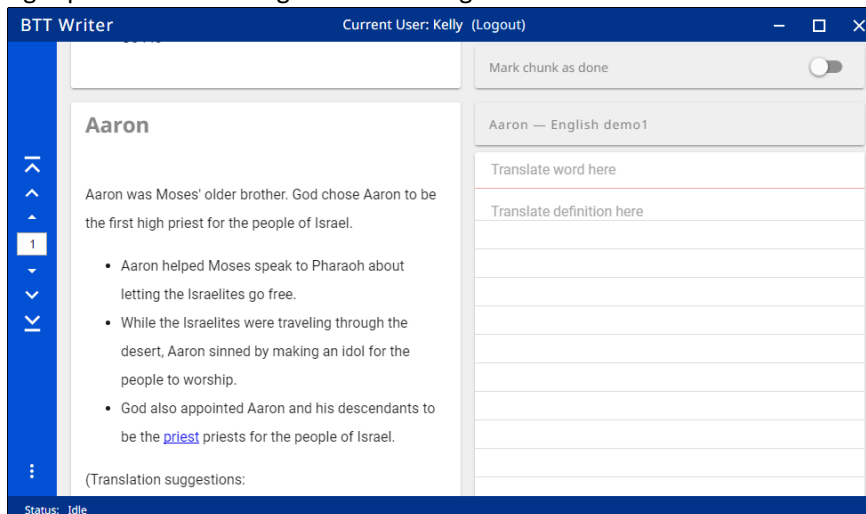 BTT Writer
Current User: Kelly (Logout)
Mark chunk as done
Aaron
Aaron — English demo1
Translate word here
Translate definition here
1
Aaron was Moses' older brother. God chose Aaron to be
the first high priest for the people of Israel.
• Aaron helped Moses speak to Pharaoh about
letting the Israelites go free.
• While the Israelites were traveling through the
desert, Aaron sinned by making an idol for the
people to worship.
• God also appointed Aaron and his descendants to
be the priest priests for the people of Israel.
(Translation suggestions:
Status: Idle